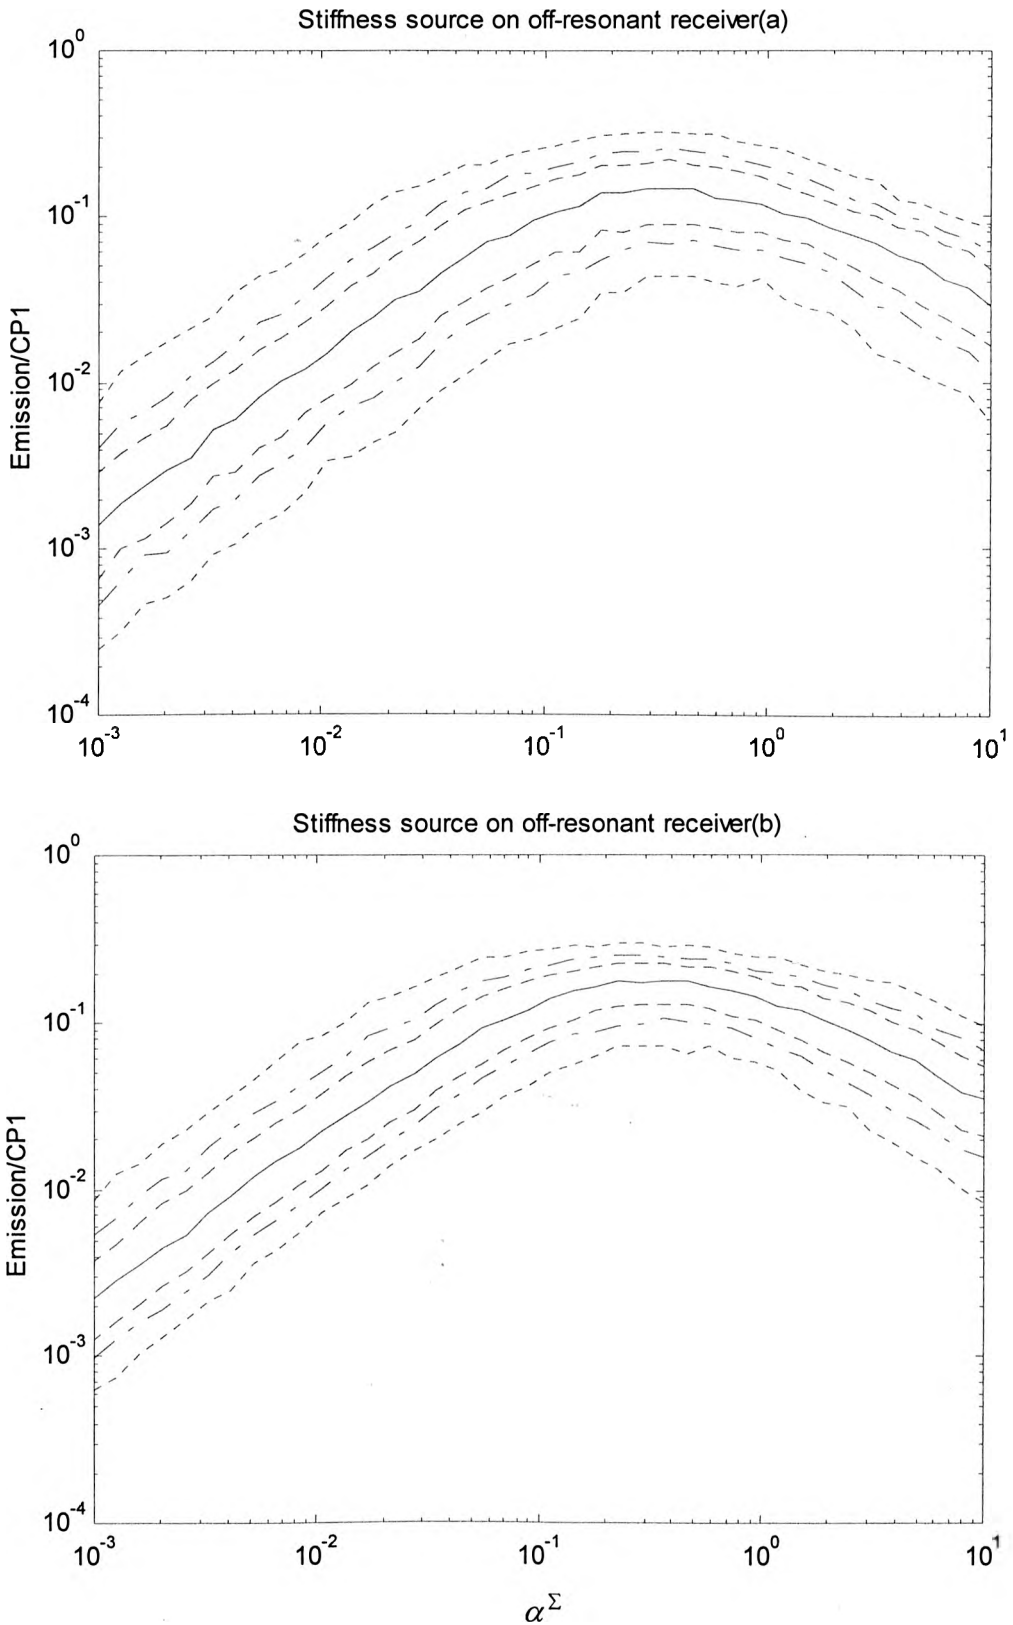 Stiffness source on off-resonant receiver(a)
10^0
10^-1
10^-2
10^-3
10^-4
Emission/CP1
10^-3 10^-2 10^-1 10^0 10^1
Stiffness source on off-resonant receiver(b)
10^0
10^-1
10^-2
10^-3
10^-4
Emission/CP1
10^-3 10^-2 10^-1 10^0 10^1
α^Σ